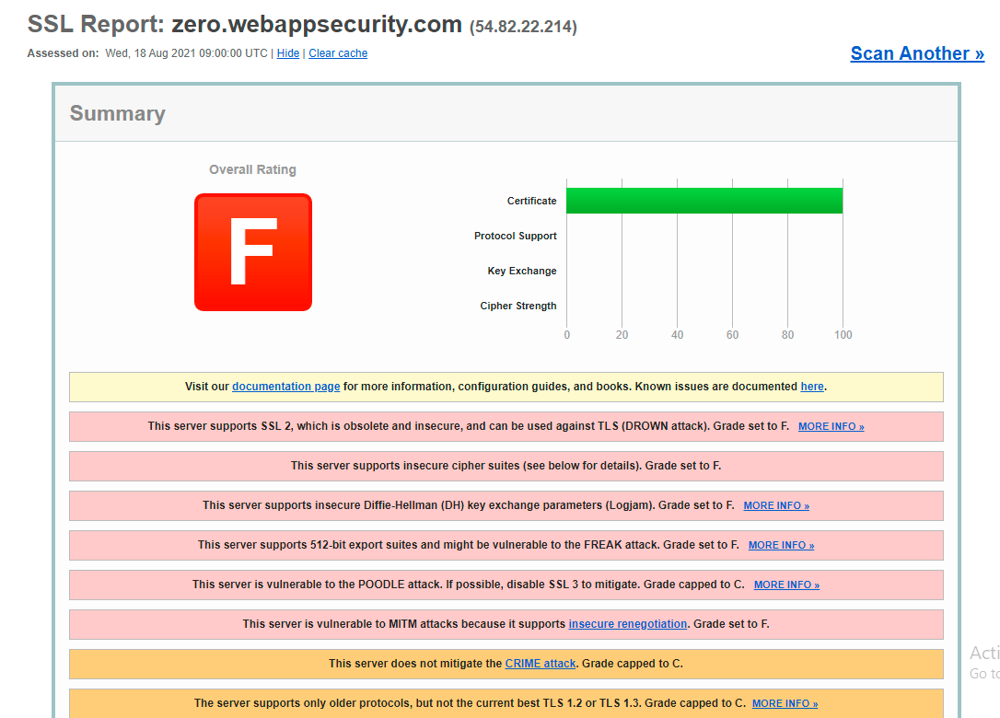 SSL Report: zero.webappsecurity.com (54.82.22.214)
Assessed on: Wed, 18 Aug 2021 09:00:00 UTC | Hide | Clear cache
Scan Another »
Summary
Overall Rating
F
Certificate
Protocol Support
Key Exchange
Cipher Strength
0 20 40 60 80 100
Visit our documentation page for more information, configuration guides, and books. Known issues are documented here.
This server supports SSL 2, which is obsolete and insecure, and can be used against TLS (DROWN attack). Grade set to F. MORE INFO »
This server supports insecure cipher suites (see below for details). Grade set to F.
This server supports insecure Diffie-Hellman (DH) key exchange parameters (Logjam). Grade set to F. MORE INFO »
This server supports 512-bit export suites and might be vulnerable to the FREAK attack. Grade set to F. MORE INFO »
This server is vulnerable to the POODLE attack. If possible, disable SSL 3 to mitigate. Grade capped to C. MORE INFO »
This server is vulnerable to MITM attacks because it supports insecure renegotiation. Grade set to F.
This server does not mitigate the CRIME attack. Grade capped to C.
The server supports only older protocols, but not the current best TLS 1.2 or TLS 1.3. Grade capped to C. MORE INFO »
Acti
Go to